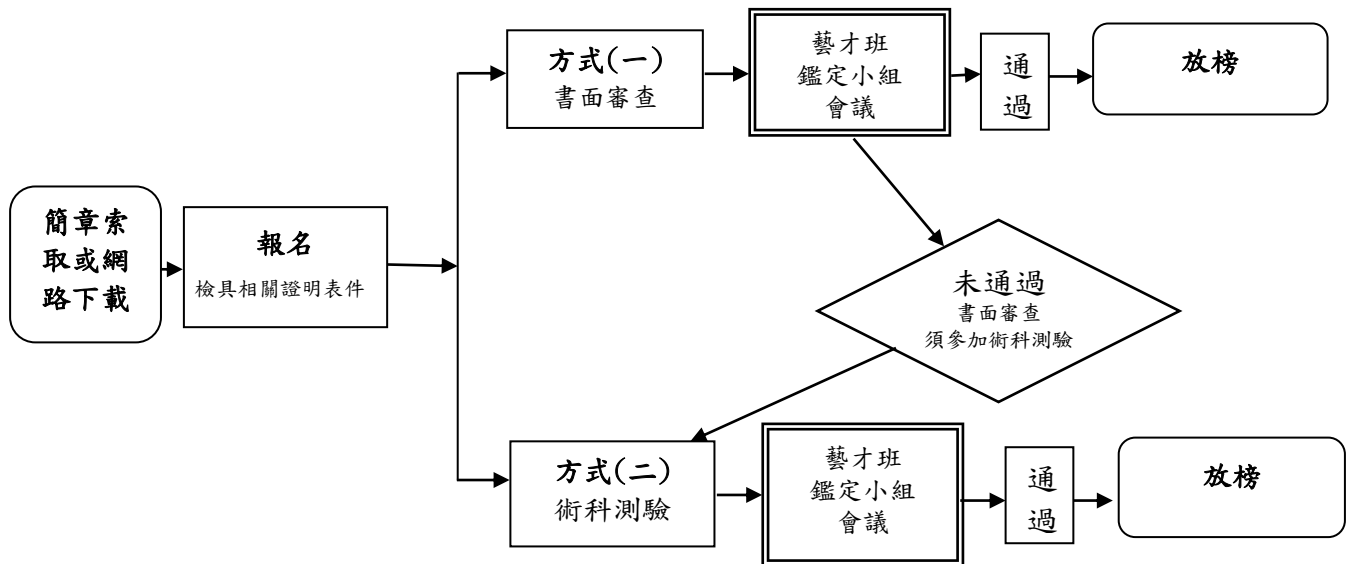 簡章索
取或網
路下載
報名
檢具相關證明表件
方式(一)
書面審查
藝才班
鑑定小組
會議
通
過
放榜
未通過
書面審查
須參加術科測驗
方式(二)
術科測驗
藝才班
鑑定小組
會議
通
過
放榜